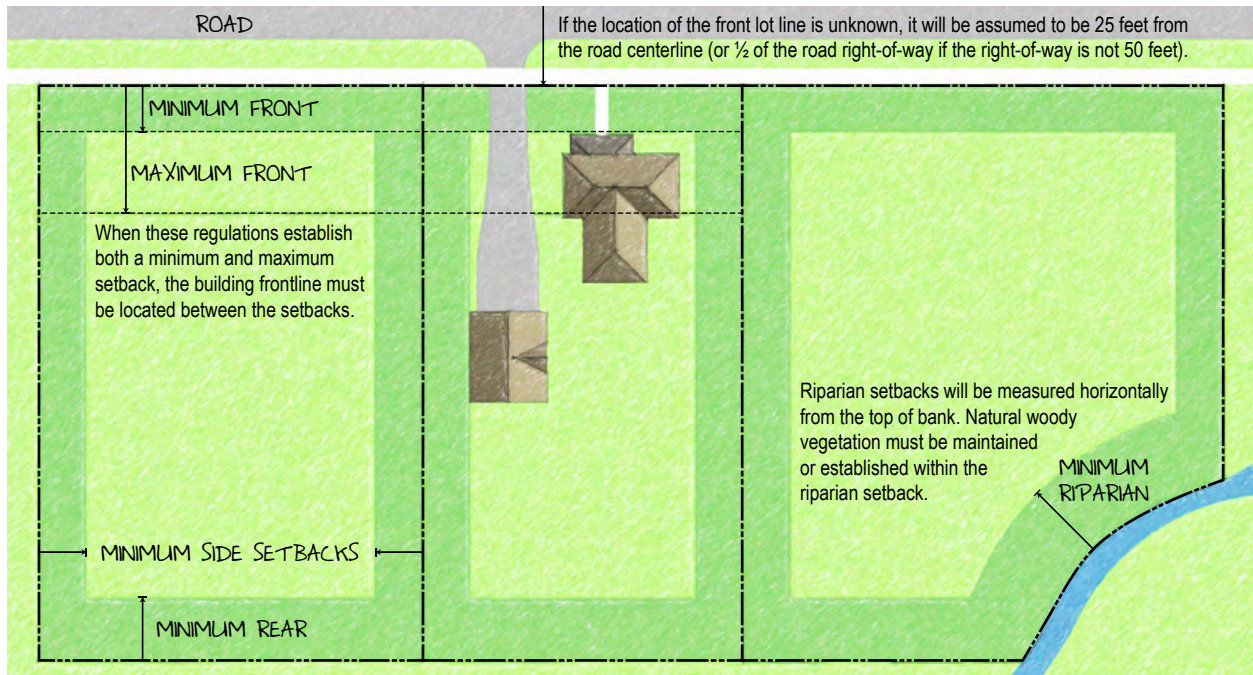 ROAD
If the location of the front lot line is unknown, it will be assumed to be 25 feet from
the road centerline (or ½ of the road right-of-way if the right-of-way is not 50 feet).
MINIMUM FRONT
MAXIMUM FRONT
When these regulations establish
both a minimum and maximum
setback, the building frontline must
be located between the setbacks.
Riparian setbacks will be measured horizontally
from the top of bank. Natural woody
vegetation must be maintained
or established within the
riparian setback.
MINIMUM
RIPARIAN
MINIMUM SIDE SETBACKS
MINIMUM REAR